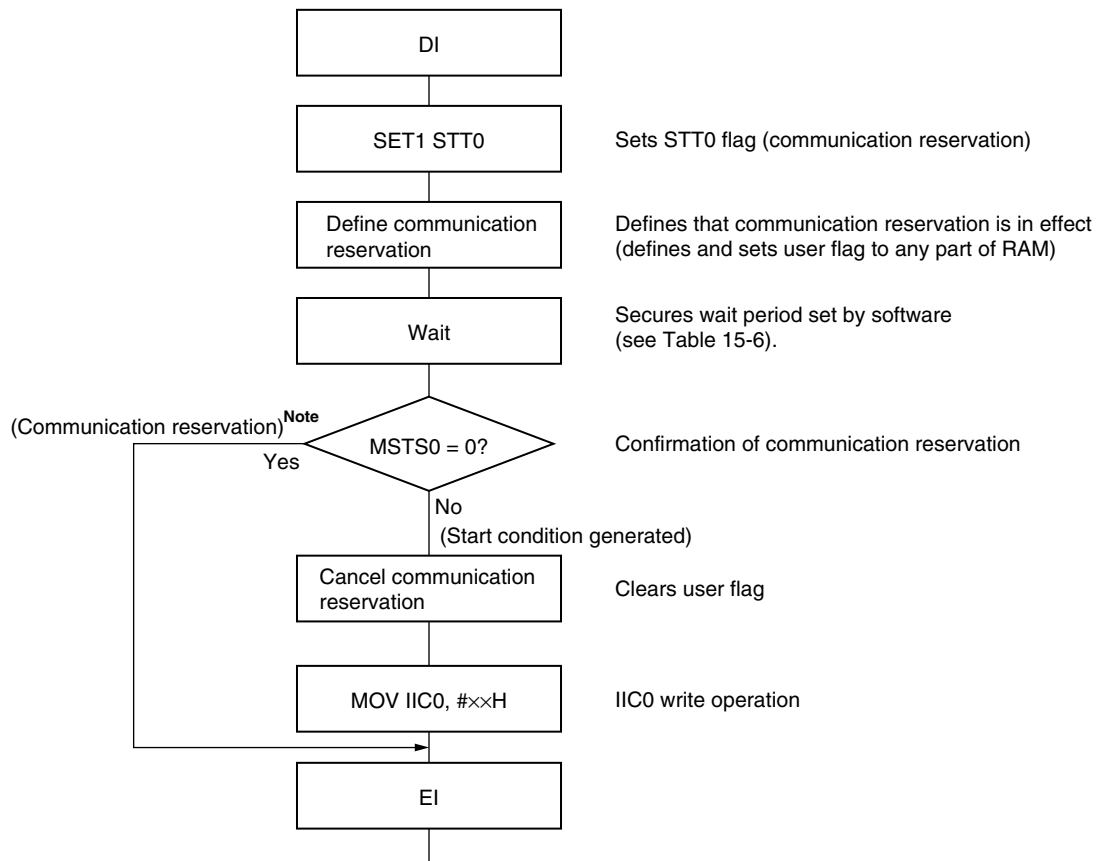 DI
SET1 STT0
Sets STT0 flag (communication reservation)
Define communication
reservation
Defines that communication reservation is in effect
(defines and sets user flag to any part of RAM)
Wait
Secures wait period set by software
(see Table 15-6).
(Communication reservation)Note
Yes
MSTS0 = 0?
Confirmation of communication reservation
No
(Start condition generated)
Cancel communication
reservation
Clears user flag
MOV IIC0, #××H
IIC0 write operation
EI